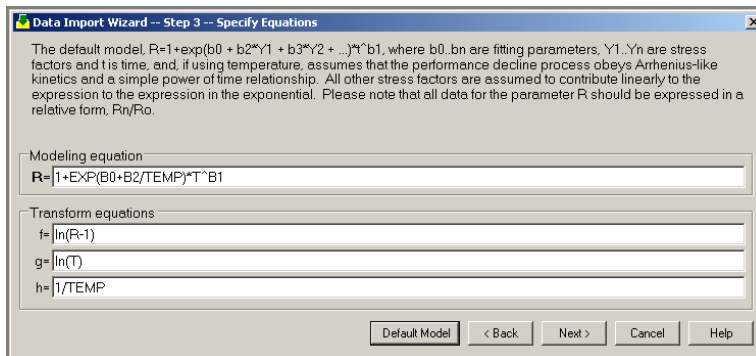 Data Import Wizard -- Step 3 -- Specify Equations
The default model, R=1+exp(b0 + b2*Y1 + b3*Y2 + ...)*t^b1, where b0..bn are fitting parameters, Y1..Yn are stress
factors and t is time, and, if using temperature, assumes that the performance decline process obeys Arrhenius-like
kinetics and a simple power of time relationship. All other stress factors are assumed to contribute linearly to the
expression to the expression in the exponential. Please note that all data for the parameter R should be expressed in a
relative form, Rn/Ro.
Modeling equation
R= 1+EXP(B0+B2/TEMP)*T^B1
Transform equations
f= ln(R-1)
g= ln(T)
h= 1/TEMP
Default Model < Back Next > Cancel Help